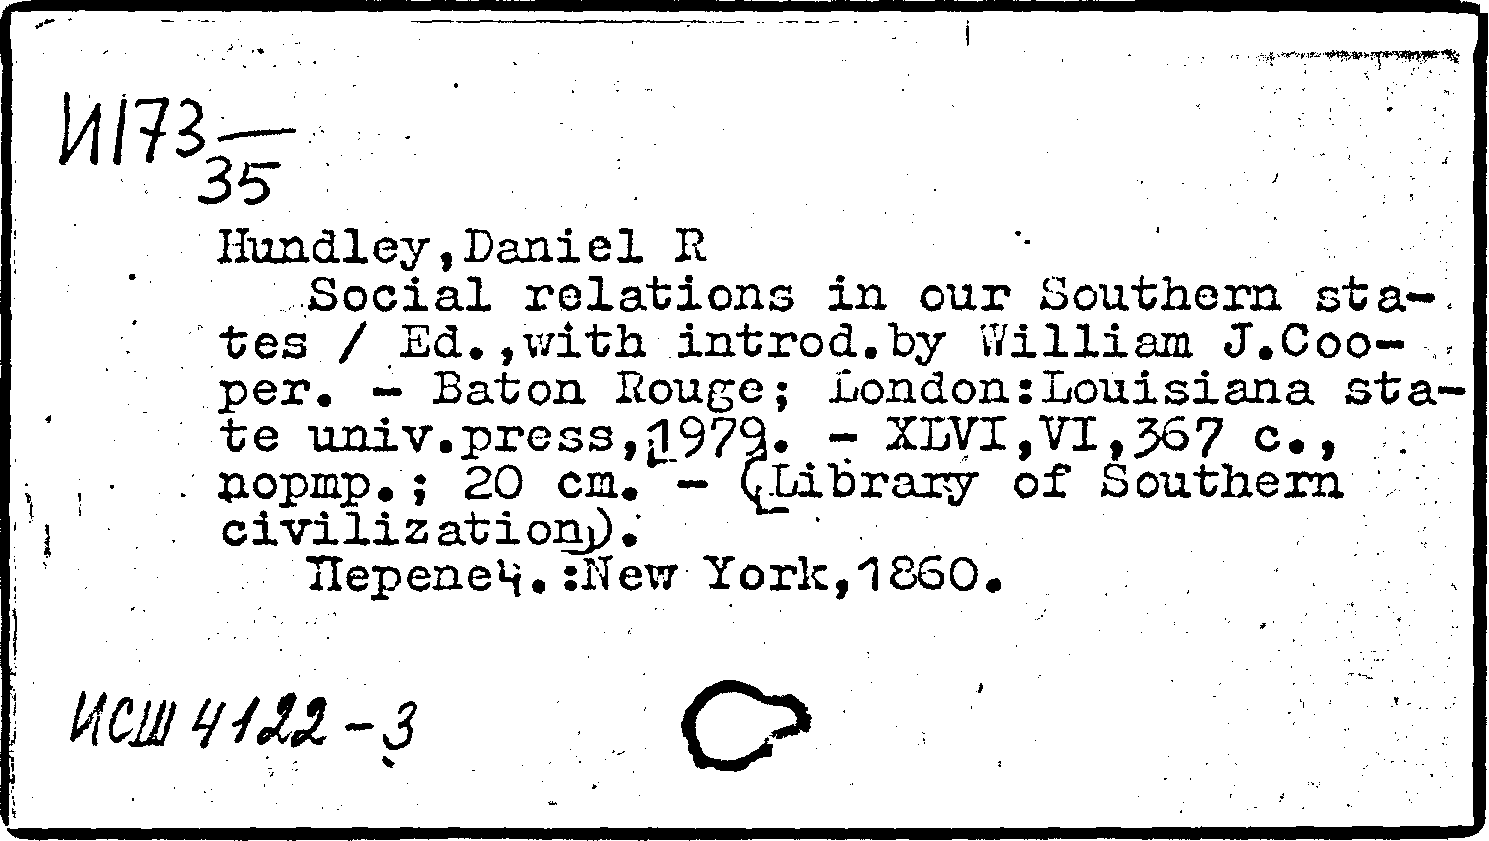 И173
35
Hundley,Daniel R
Social relations in our Southern sta-
tes / Ed.,with introd.by William J.Coo-
per. - Baton Rouge; London:Louisiana sta-
te univ.press,1979. - XLVI,VI,367 с.,
портр.; 20 см. - (Library of Southern
civilization).
Перепеч.:New York,1860.
ИСШ 4122-3